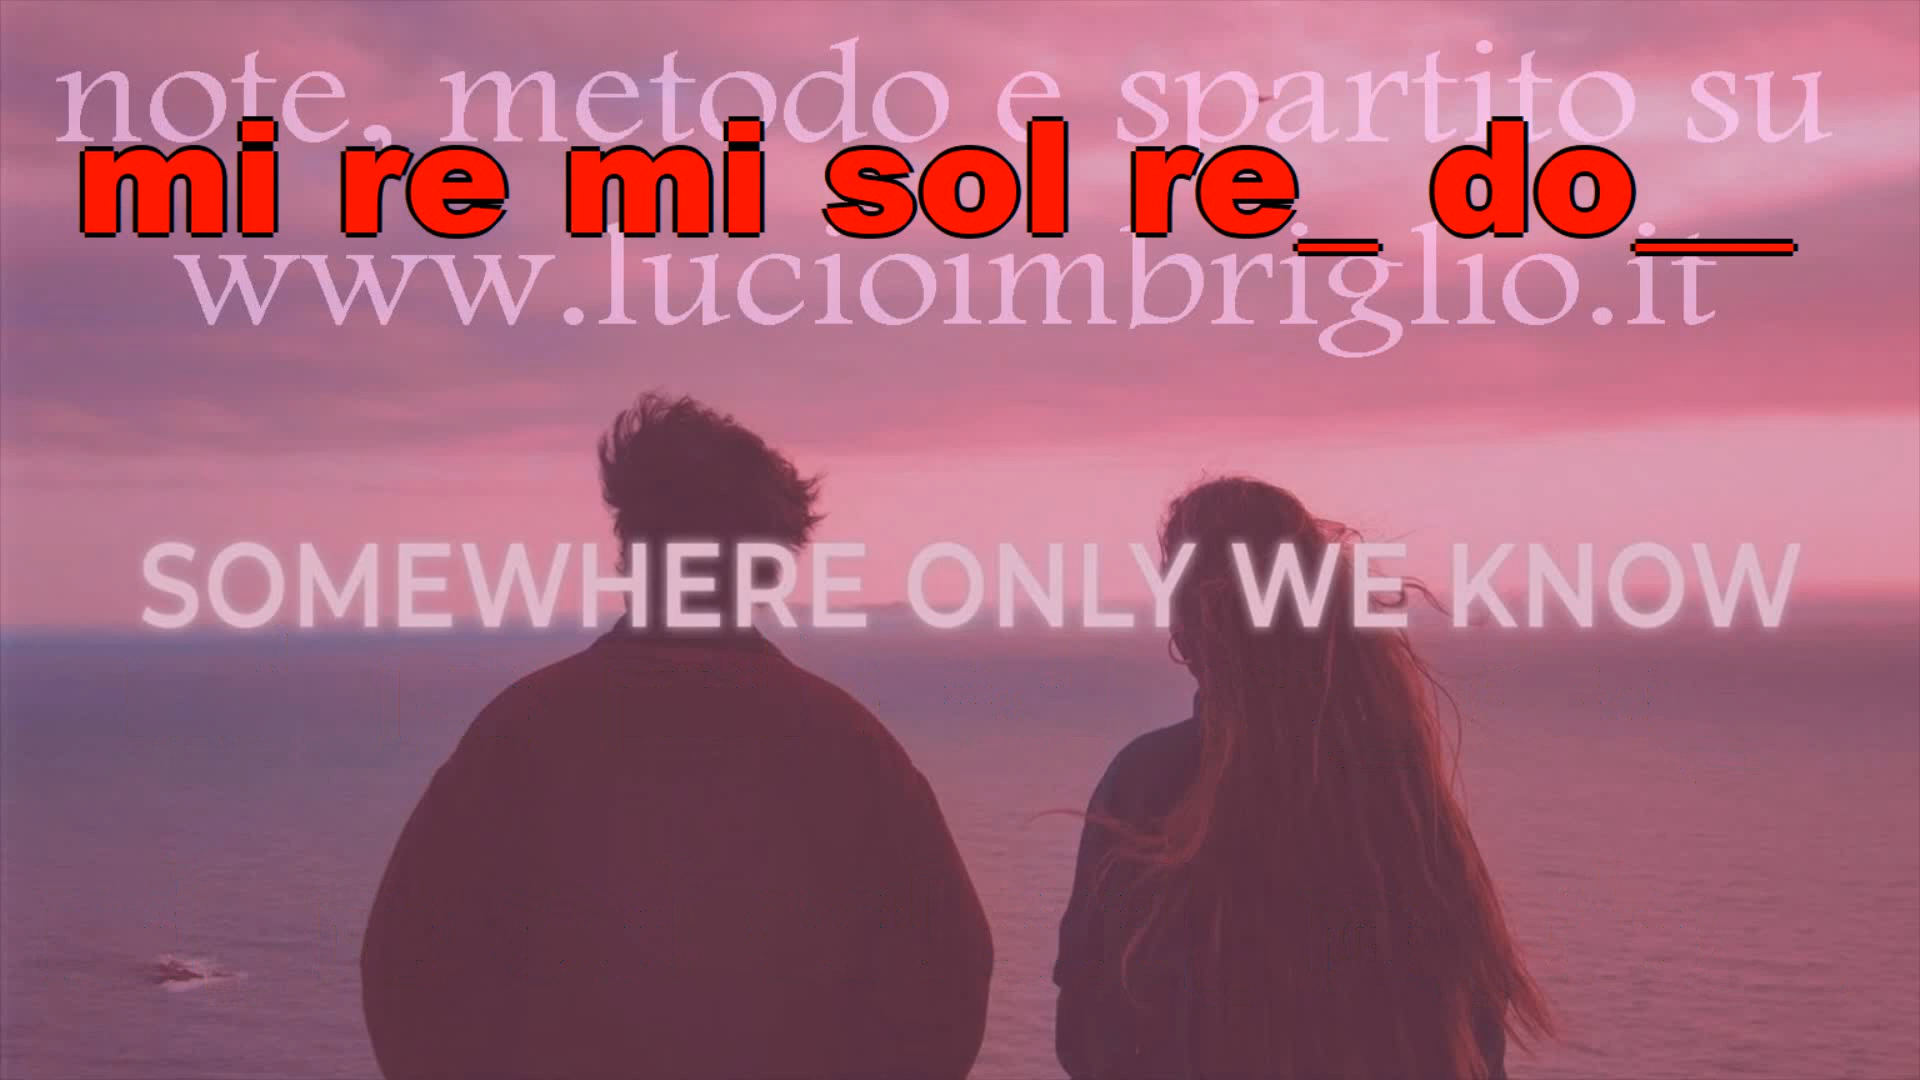 note, metodo e spartito su
mi re mi sol re_ do__
www.lucioimbriglio.it
SOMEWHERE ONLY WE KNOW